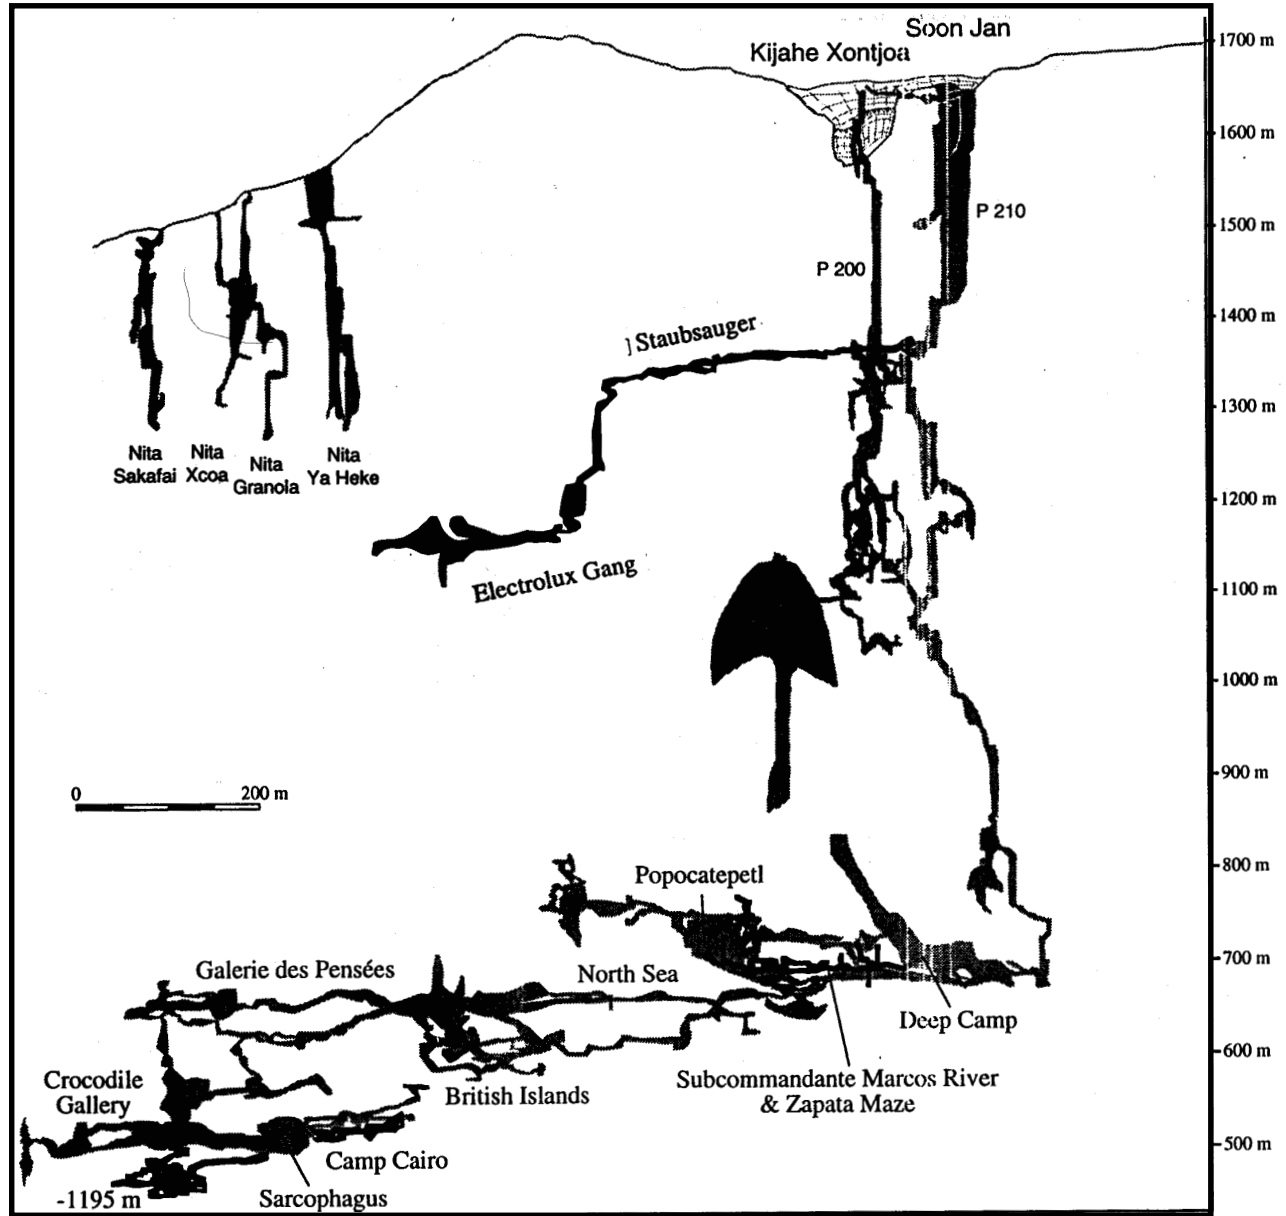 Soon Jan
Kijahe Xontjoa
1700 m
1600 m
P 210
1500 m
P 200
1400 m
Staubsauger
1300 m
Nita
Sakafai
Nita
Xcoa
Nita
Granola
Nita
Ya Heke
1200 m
Electrolux Gang
1100 m
1000 m
900 m
0
200 m
800 m
Popocatepetl
700 m
Galerie des Pensées
North Sea
Deep Camp
600 m
Crocodile
Gallery
British Islands
Subcommandante Marcos River
& Zapata Maze
500 m
Camp Cairo
-1195 m
Sarcophagus